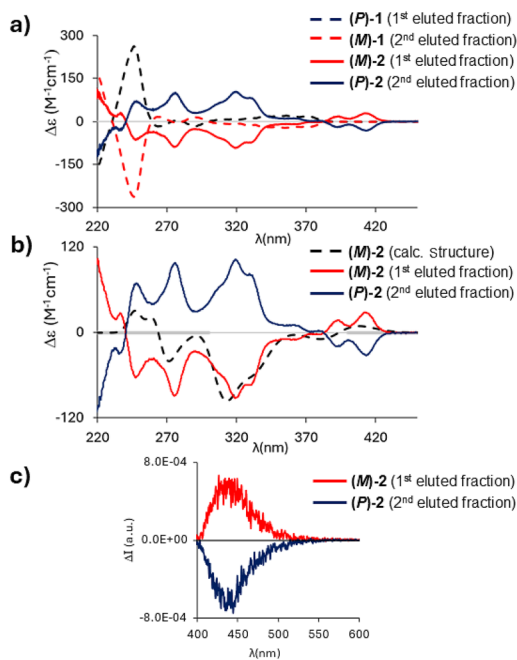 a)
(P)-1 (1st eluted fraction)
(M)-1 (2nd eluted fraction)
(M)-2 (1st eluted fraction)
(P)-2 (2nd eluted fraction)
Δε (M-1cm-1)
300
150
0
-150
-300
220 270 320 370 420
λ(nm)
b)
(M)-2 (calc. structure)
(M)-2 (1st eluted fraction)
(P)-2 (2nd eluted fraction)
Δε (M-1cm-1)
120
0
-120
220 270 320 370 420
λ(nm)
c)
(M)-2 (1st eluted fraction)
(P)-2 (2nd eluted fraction)
ΔI (a.u.)
8.0E-04
0.0E+00
-8.0E-04
400 450 500 550 600
λ(nm)